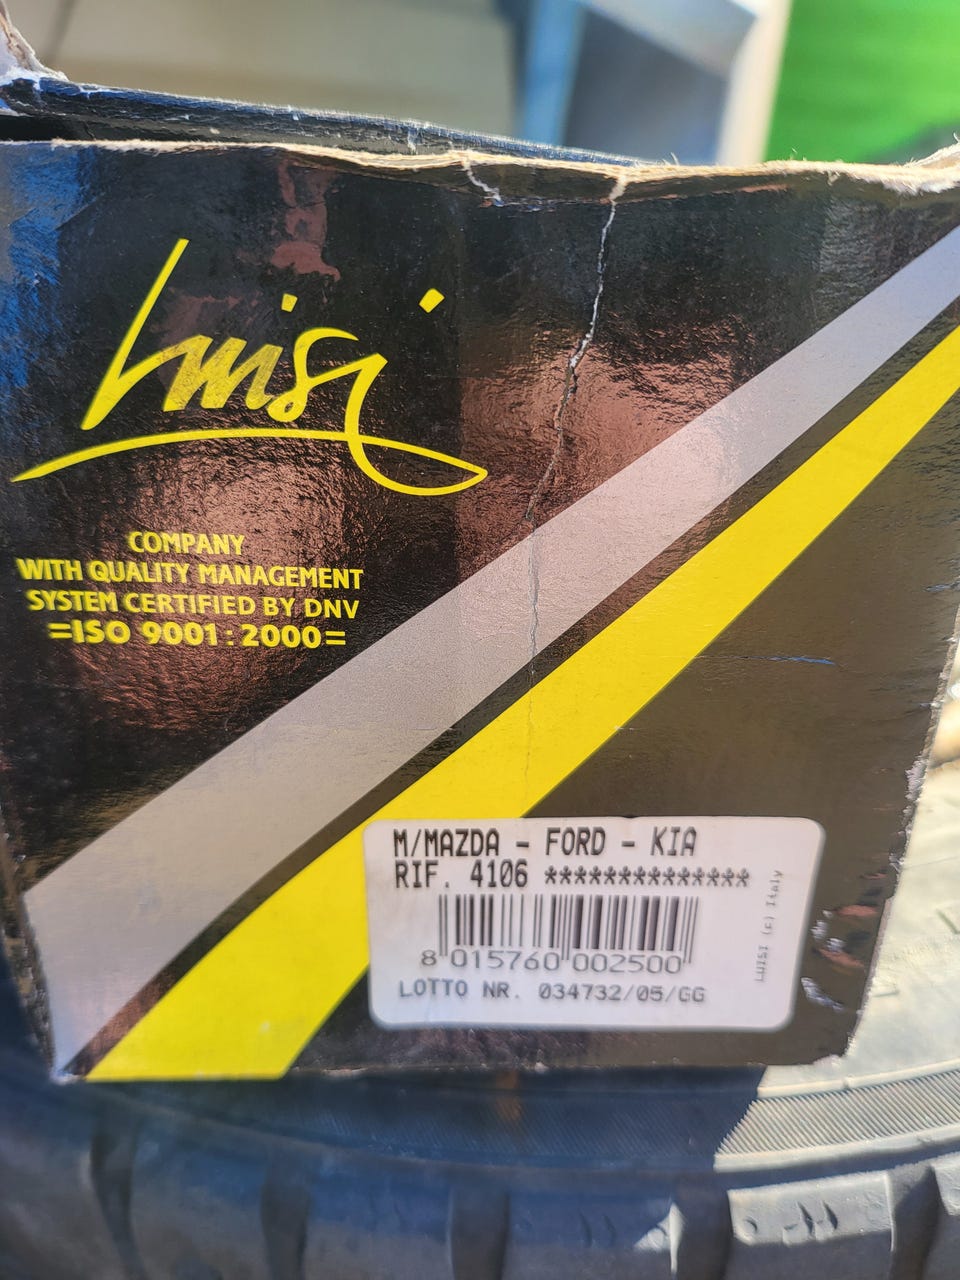 Luisi
COMPANY
WITH QUALITY MANAGEMENT
SYSTEM CERTIFIED BY DNV
=ISO 9001:2000=
M/MAZDA - FORD - KIA
RIF. 4106 **************
8 015760 002500
LOTTO NR. 034732/05/GG
LUISI (c) Italy